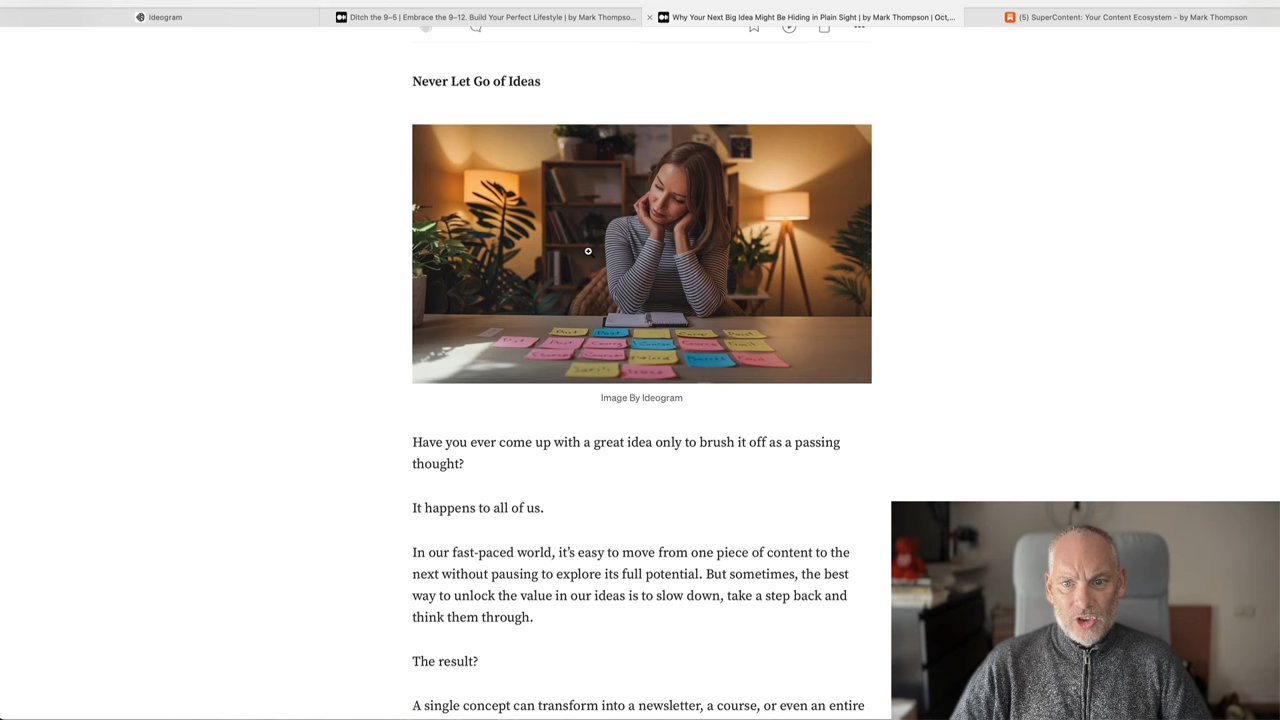 Ideogram
Ditch the 9–5 | Embrace the 9–12. Build Your Perfect Lifestyle | by Mark Thompso...
Why Your Next Big Idea Might Be Hiding in Plain Sight | by Mark Thompson | Oct,...
(5) SuperContent: Your Content Ecosystem - by Mark Thompson
Never Let Go of Ideas
Image By Ideogram
Have you ever come up with a great idea only to brush it off as a passing
thought?
It happens to all of us.
In our fast-paced world, it’s easy to move from one piece of content to the
next without pausing to explore its full potential. But sometimes, the best
way to unlock the value in our ideas is to slow down, take a step back and
think them through.
The result?
A single concept can transform into a newsletter, a course, or even an entire